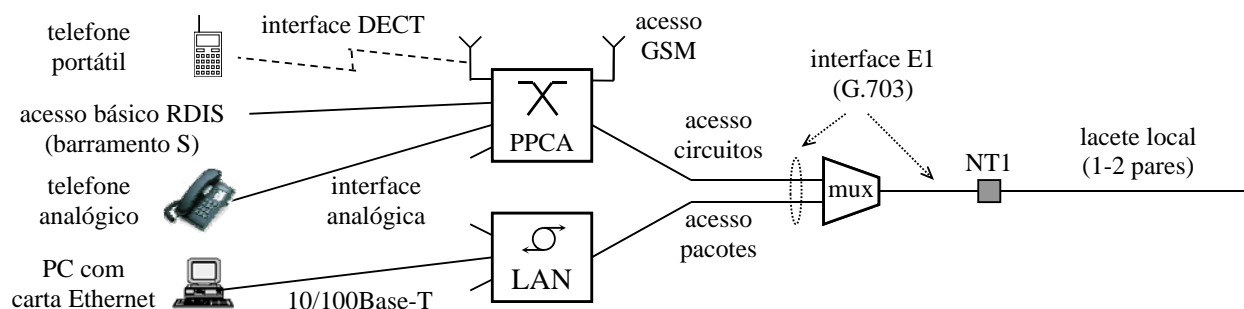 telefone
portátil
interface DECT
acesso
GSM
interface E1
(G.703)
acesso básico RDIS
(barramento S)
PPCA
acesso
circuitos
NT1
lacete local
(1-2 pares)
mux
telefone
analógico
interface
analógica
acesso
pacotes
LAN
PC com
carta Ethernet
10/100Base-T